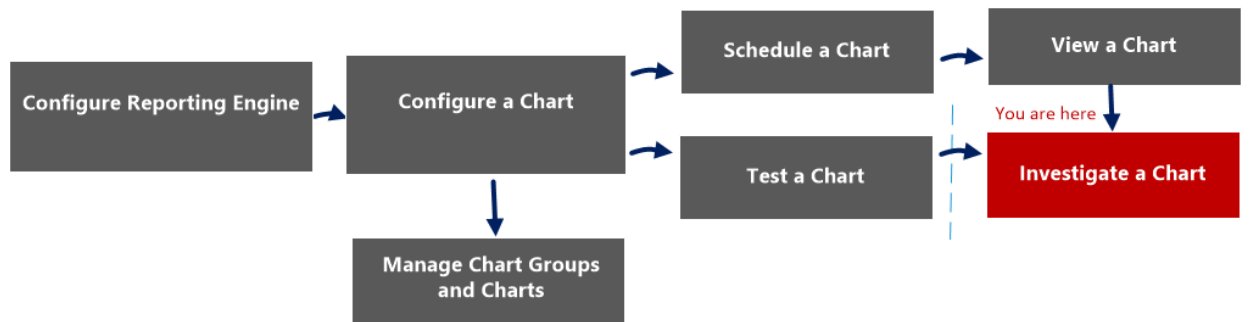 Configure Reporting Engine
Configure a Chart
Schedule a Chart
View a Chart
You are here
Test a Chart
Investigate a Chart
Manage Chart Groups
and Charts